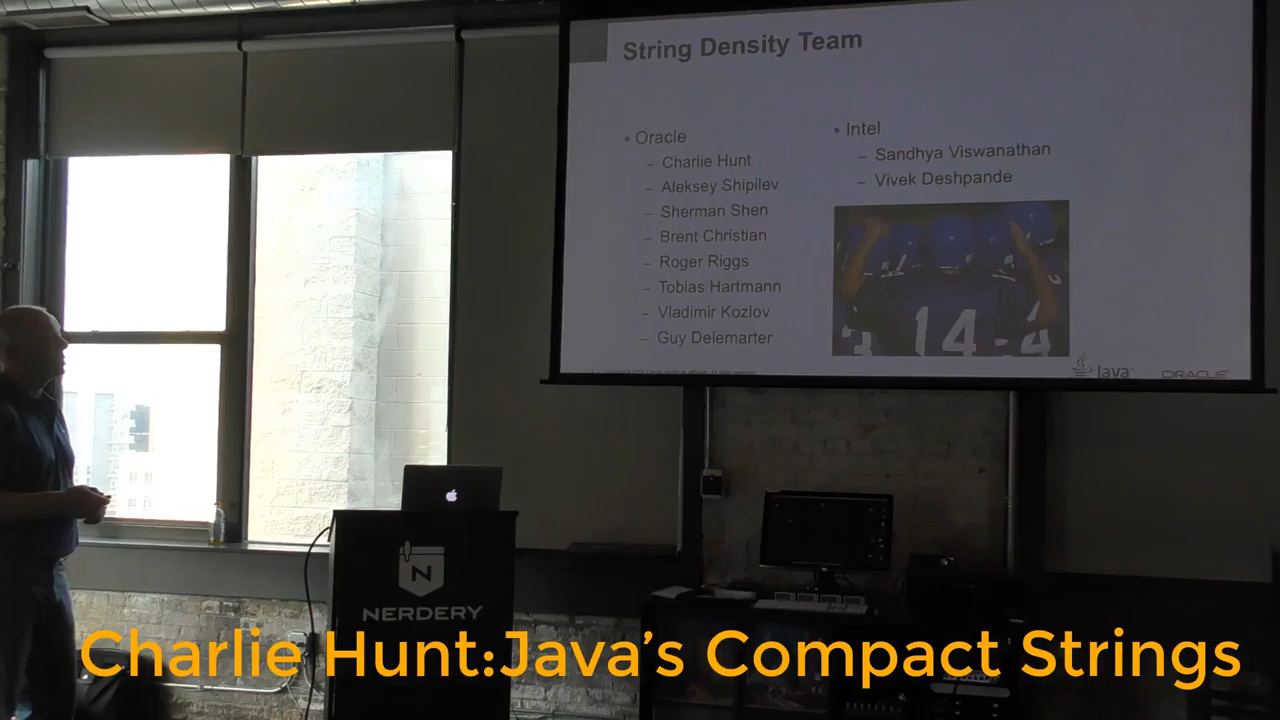 String Density Team
▪ Oracle
– Charlie Hunt
– Aleksey Shipilev
– Sherman Shen
– Brent Christian
– Roger Riggs
– Tobias Hartmann
– Vladimir Kozlov
– Guy Delemarter
▪ Intel
– Sandhya Viswanathan
– Vivek Deshpande
14
Java
ORACLE
N
NERDERY
Charlie Hunt:Java’s Compact Strings